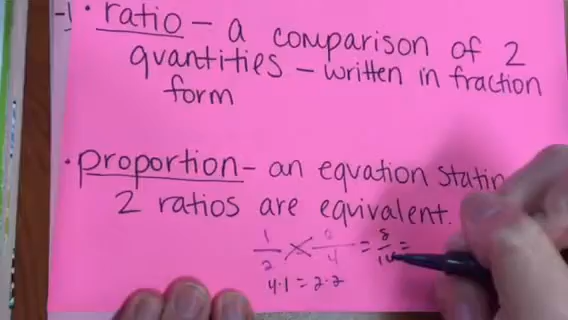 • ratio – a comparison of 2
quantities – written in fraction
form
• proportion – an equation statin
2 ratios are equivalent.
1/2 2/4 = 8/16 =
4·1 = 2·2